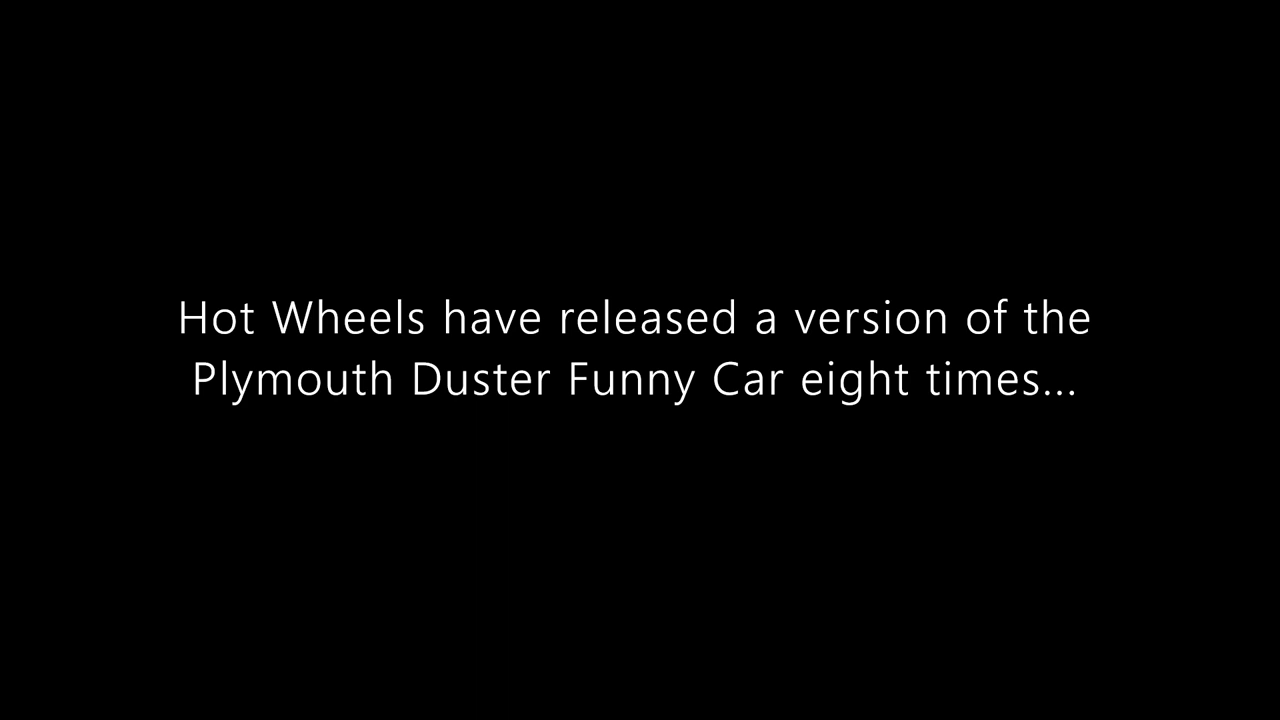 Hot Wheels have released a version of the
Plymouth Duster Funny Car eight times...